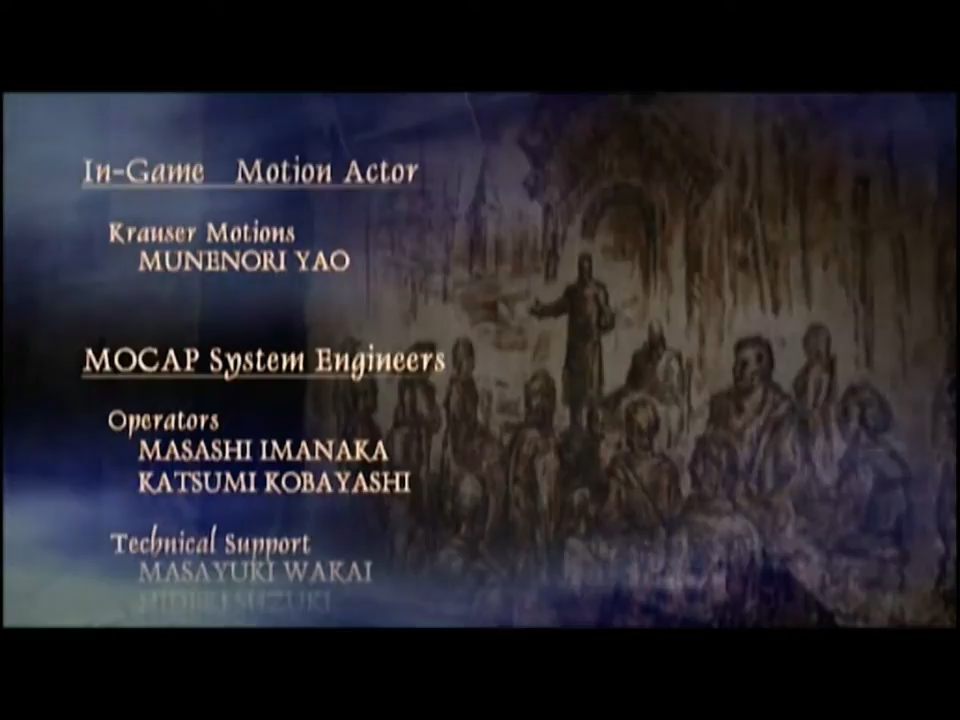 In-Game Motion Actor
Krauser Motions
MUNENORI YAO
MOCAP System Engineers
Operators
MASASHI IMANAKA
KATSUMI KOBAYASHI
Technical Support
MASAYUKI WAKAI